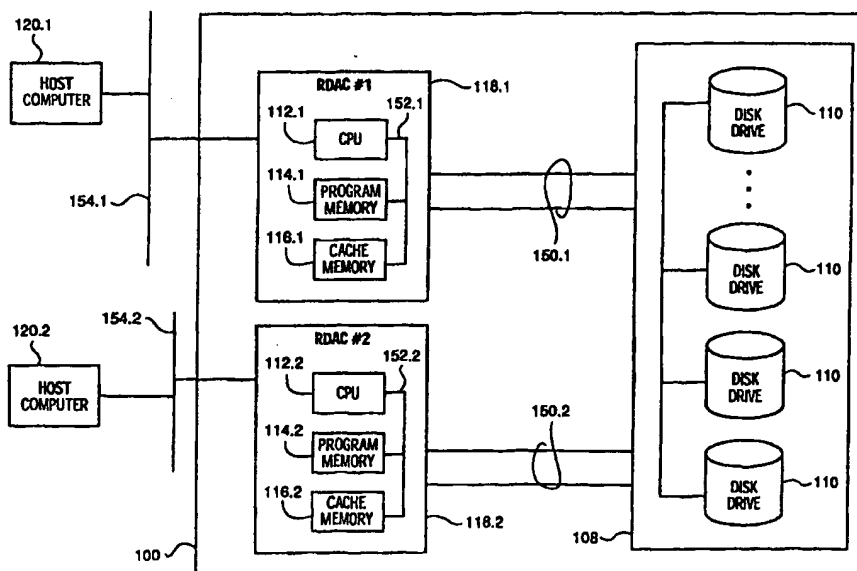 120.1
HOST
COMPUTER
154.1
RDAC #1
118.1
112.1
CPU
152.1
114.1
PROGRAM
MEMORY
116.1
CACHE
MEMORY
150.1
DISK
DRIVE
110
DISK
DRIVE
110
154.2
120.2
HOST
COMPUTER
RDAC #2
112.2
CPU
152.2
114.2
PROGRAM
MEMORY
116.2
CACHE
MEMORY
118.2
150.2
DISK
DRIVE
110
DISK
DRIVE
110
100
108